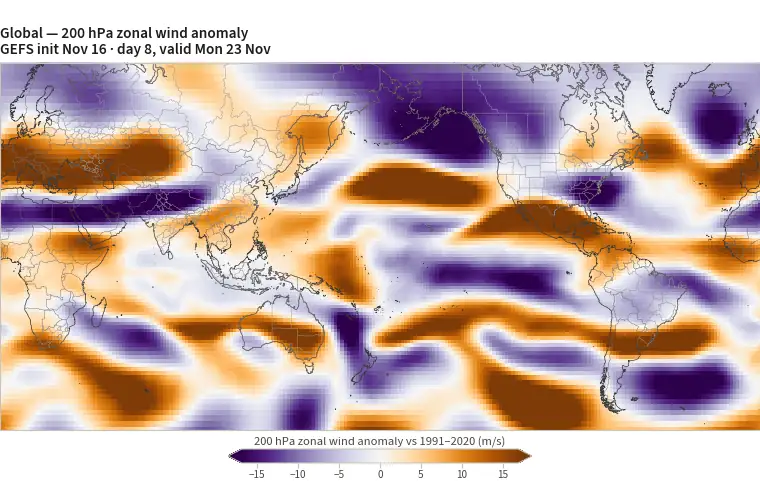 Global — 200 hPa zonal wind anomaly
GEFS init Nov 16 · day 8, valid Mon 23 Nov
200 hPa zonal wind anomaly vs 1991–2020 (m/s)
−15 −10 −5 0 5 10 15